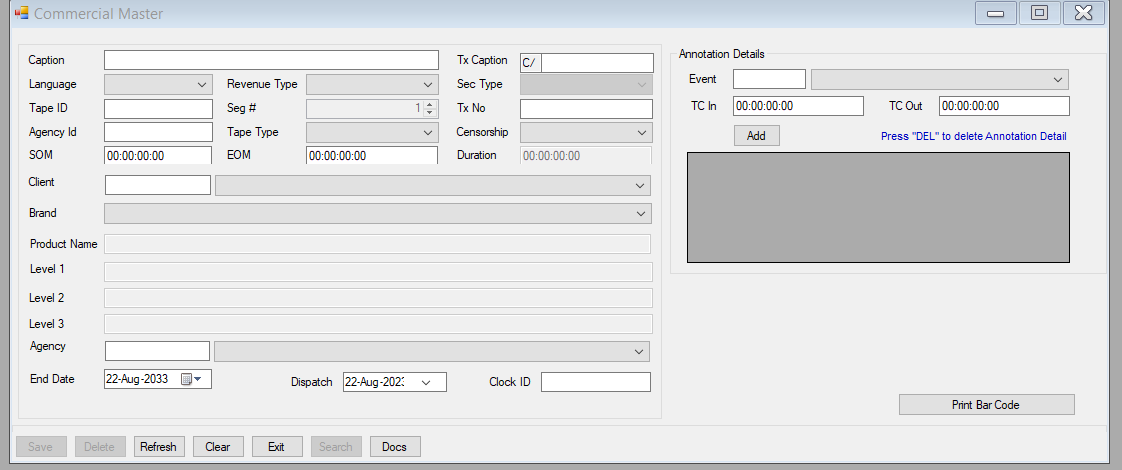 Commercial Master
Caption Tx Caption C/
Language Revenue Type Sec Type
Tape ID Seg # 1 Tx No
Agency Id Tape Type Censorship
SOM 00:00:00:00 EOM 00:00:00:00 Duration 00:00:00:00
Client
Brand
Product Name
Level 1
Level 2
Level 3
Agency
End Date 22-Aug-2033 Dispatch 22-Aug-202 Clock ID
Annotation Details
Event
TC In 00:00:00:00 TC Out 00:00:00:00
Add Press "DEL" to delete Annotation Detail
Print Bar Code
Save Delete Refresh Clear Exit Search Docs